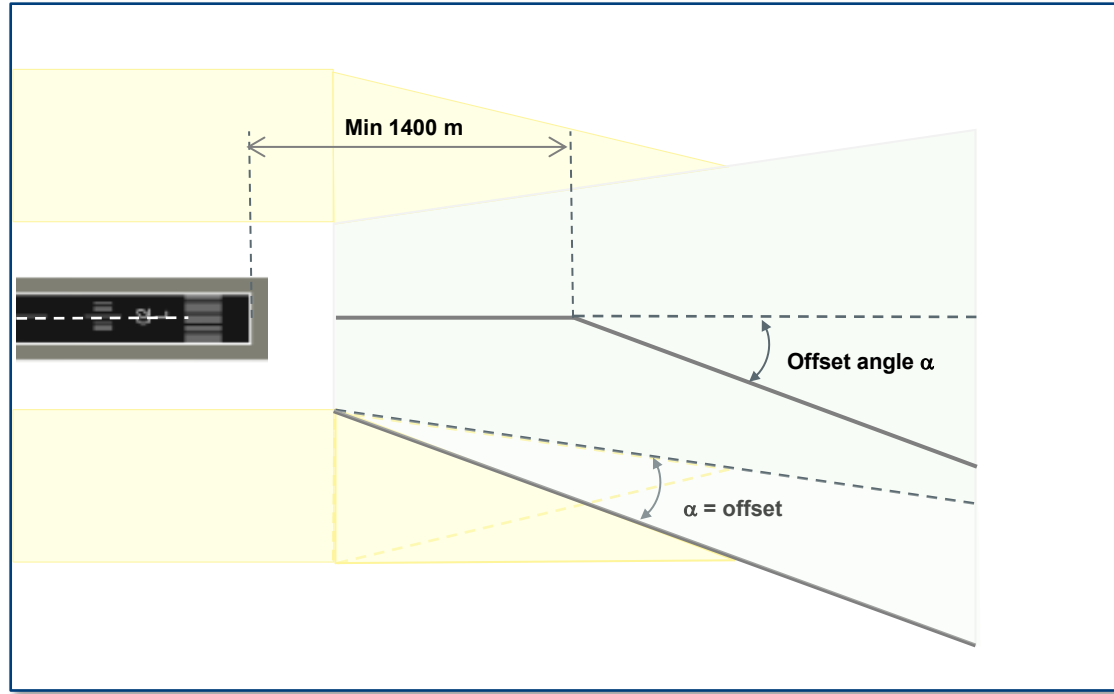 Min 1400 m
Offset angle α
α = offset